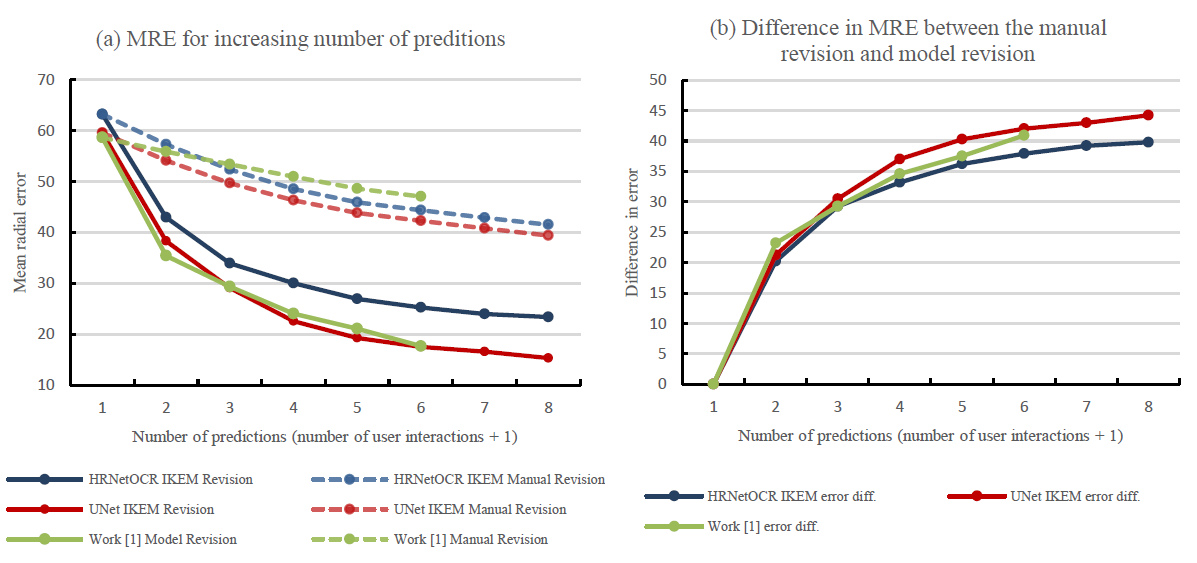 (a) MRE for increasing number of preditions
70
60
50
40
30
20
10
Mean radial error
1 2 3 4 5 6 7 8
Number of predictions (number of user interactions + 1)
HRNetOCR IKEM Revision
HRNetOCR IKEM Manual Revision
UNet IKEM Revision
UNet IKEM Manual Revision
Work [1] Model Revision
Work [1] Manual Revision
(b) Difference in MRE between the manual
revision and model revision
50
45
40
35
30
25
20
15
10
5
0
Difference in error
1 2 3 4 5 6 7 8
Number of predictions (number of user interactions + 1)
HRNetOCR IKEM error diff.
UNet IKEM error diff.
Work [1] error diff.